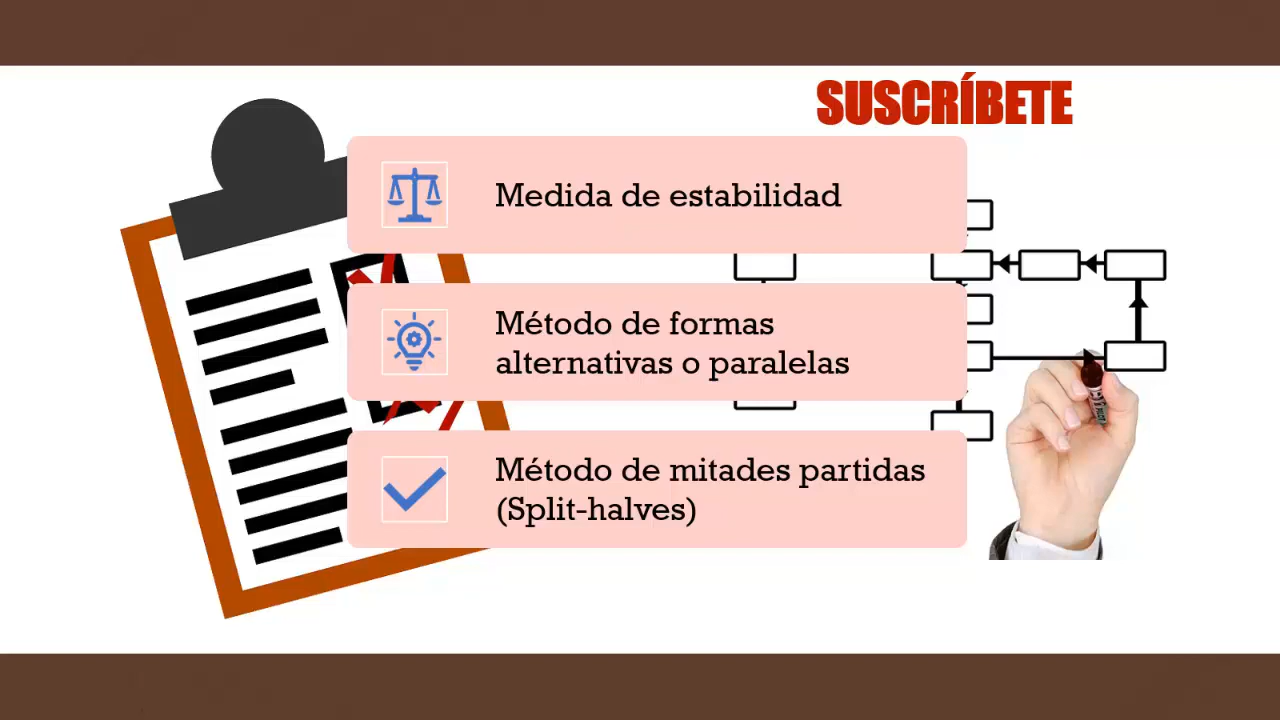 SUSCRÍBETE
Medida de estabilidad
Método de formas
alternativas o paralelas
Método de mitades partidas
(Split-halves)